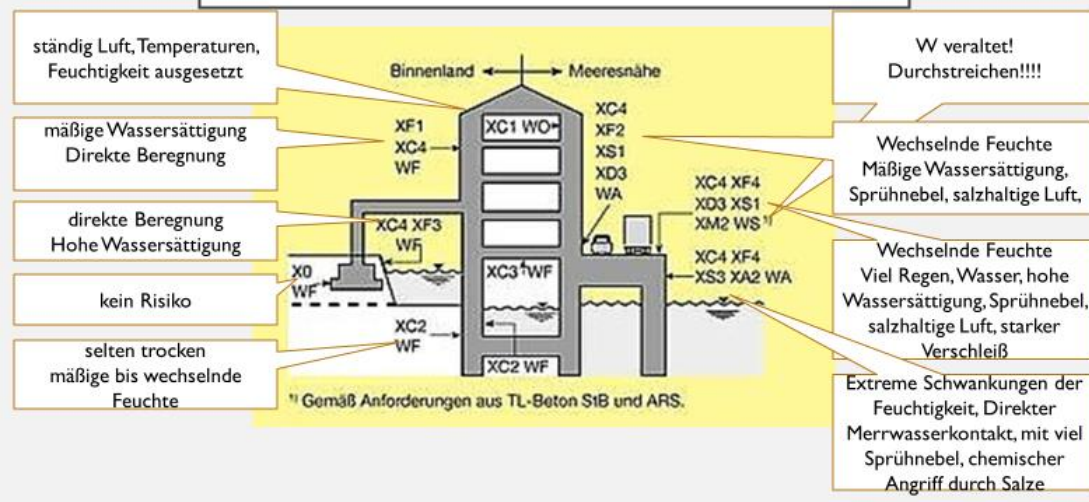 ständig Luft, Temperaturen,
Feuchtigkeit ausgesetzt
mäßige Wassersättigung
Direkte Beregnung
direkte Beregnung
Hohe Wassersättigung
kein Risiko
selten trocken
mäßige bis wechselnde
Feuchte
Binnenland
Meeresnähe
XF1
XC4
WF
XC1 WO
XC4
XF2
XS1
XD3
WA
XC4 XF4
XD3 XS1
XM2 WS ¹⁾
XC4 XF3
WF
X0
WF
XC3 WF
XC4 XF4
XS3 XA2 WA
XC2
WF
XC2 WF
¹⁾ Gemäß Anforderungen aus TL-Beton StB und ARS.
W veraltet!
Durchstreichen!!!!
Wechselnde Feuchte
Mäßige Wassersättigung,
Sprühnebel, salzhaltige Luft,
Wechselnde Feuchte
Viel Regen, Wasser, hohe
Wassersättigung, Sprühnebel,
salzhaltige Luft, starker
Verschleiß
Extreme Schwankungen der
Feuchtigkeit, Direkter
Merrwasserkontakt, mit viel
Sprühnebel, chemischer
Angriff durch Salze